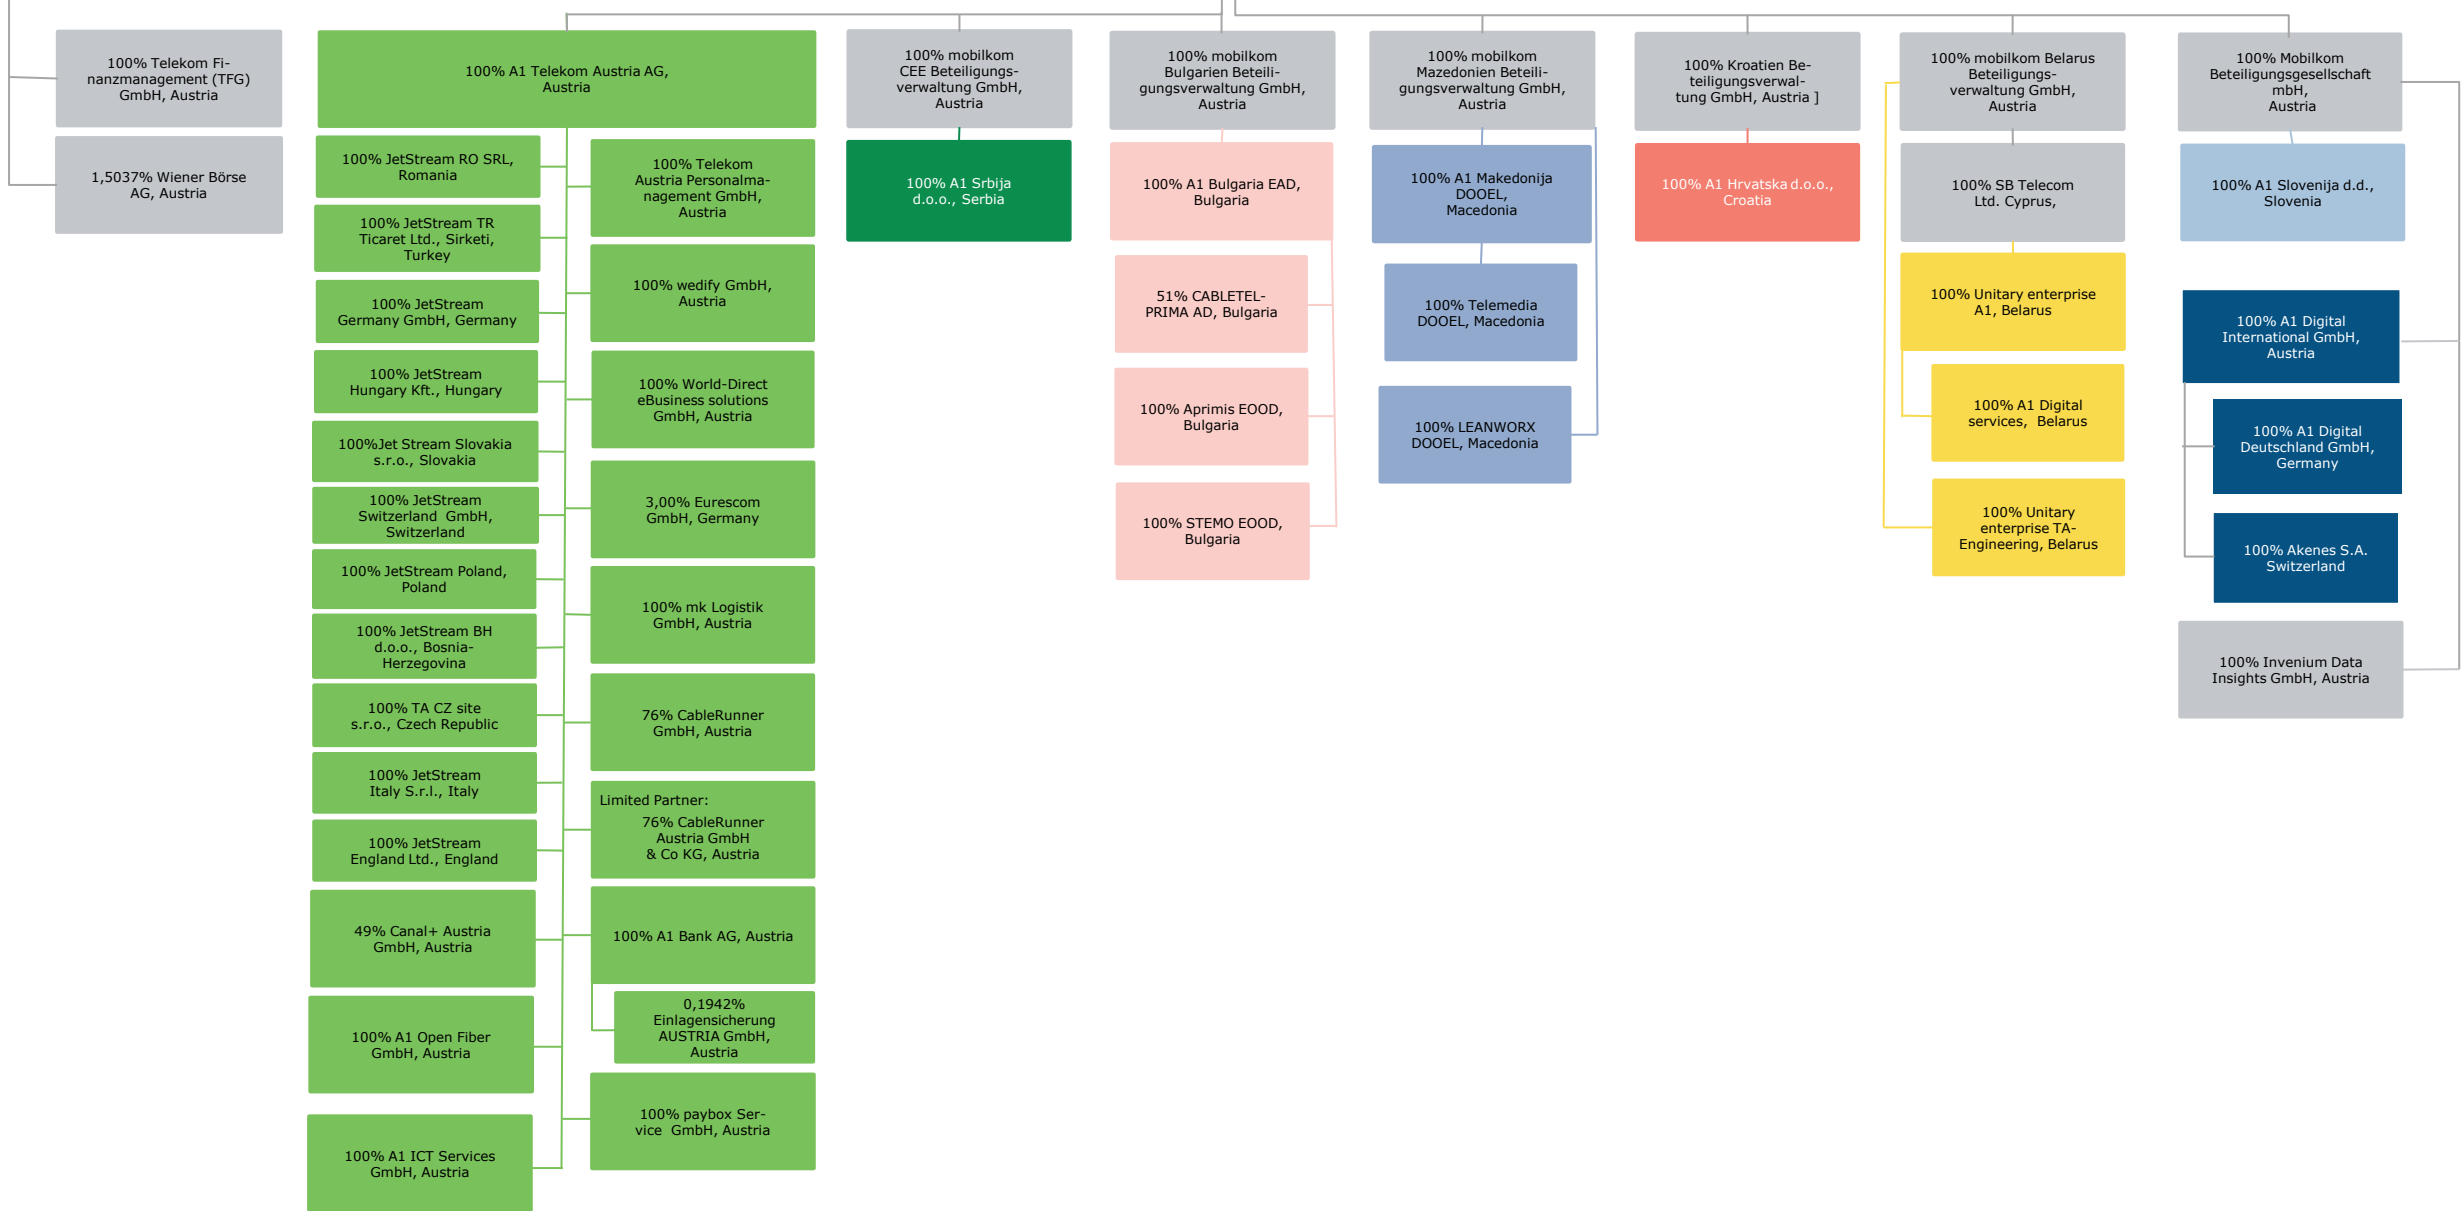 100% Telekom Fi-
nanzmanagement (TFG)
GmbH, Austria
1,5037% Wiener Börse
AG, Austria
100% A1 Telekom Austria AG,
Austria
100% JetStream RO SRL,
Romania
100% JetStream TR
Ticaret Ltd., Sirketi,
Turkey
100% JetStream
Germany GmbH, Germany
100% JetStream
Hungary Kft., Hungary
100%Jet Stream Slovakia
s.r.o., Slovakia
100% JetStream
Switzerland  GmbH,
Switzerland
100% JetStream Poland,
Poland
100% JetStream BH
d.o.o., Bosnia-
Herzegovina
100% TA CZ site
s.r.o., Czech Republic
100% JetStream
Italy S.r.l., Italy
100% JetStream
England Ltd., England
49% Canal+ Austria
GmbH, Austria
100% A1 Open Fiber
GmbH, Austria
100% A1 ICT Services
GmbH, Austria
100% Telekom
Austria Personalma-
nagement GmbH,
Austria
100% wedify GmbH,
Austria
100% World-Direct
eBusiness solutions
GmbH, Austria
3,00% Eurescom
GmbH, Germany
100% mk Logistik
GmbH, Austria
76% CableRunner
GmbH, Austria
Limited Partner:
76% CableRunner
Austria GmbH
& Co KG, Austria
100% A1 Bank AG, Austria
0,1942%
Einlagensicherung
AUSTRIA GmbH,
Austria
100% paybox Ser-
vice  GmbH, Austria
100% mobilkom
CEE Beteiligungs-
verwaltung GmbH,
Austria
100% A1 Srbija
d.o.o., Serbia
100% mobilkom
Bulgarien Beteili-
gungsverwaltung GmbH,
Austria
100% A1 Bulgaria EAD,
Bulgaria
51% CABLETEL-
PRIMA AD, Bulgaria
100% Aprimis EOOD,
Bulgaria
100% STEMO EOOD,
Bulgaria
100% mobilkom
Mazedonien Beteili-
gungsverwaltung GmbH,
Austria
100% A1 Makedonija
DOOEL,
Macedonia
100% Telemedia
DOOEL, Macedonia
100% LEANWORX
DOOEL, Macedonia
100% Kroatien Be-
teiligungsverwal-
tung GmbH, Austria ]
100% A1 Hrvatska d.o.o.,
Croatia
100% mobilkom Belarus
Beteiligungs-
verwaltung GmbH,
Austria
100% SB Telecom
Ltd. Cyprus,
100% Unitary enterprise
A1, Belarus
100% A1 Digital
services,  Belarus
100% Unitary
enterprise TA-
Engineering, Belarus
100% Mobilkom
Beteiligungsgesellschaft
mbH,
Austria
100% A1 Slovenija d.d.,
Slovenia
100% A1 Digital
International GmbH,
Austria
100% A1 Digital
Deutschland GmbH,
Germany
100% Akenes S.A.
Switzerland
100% Invenium Data
Insights GmbH, Austria